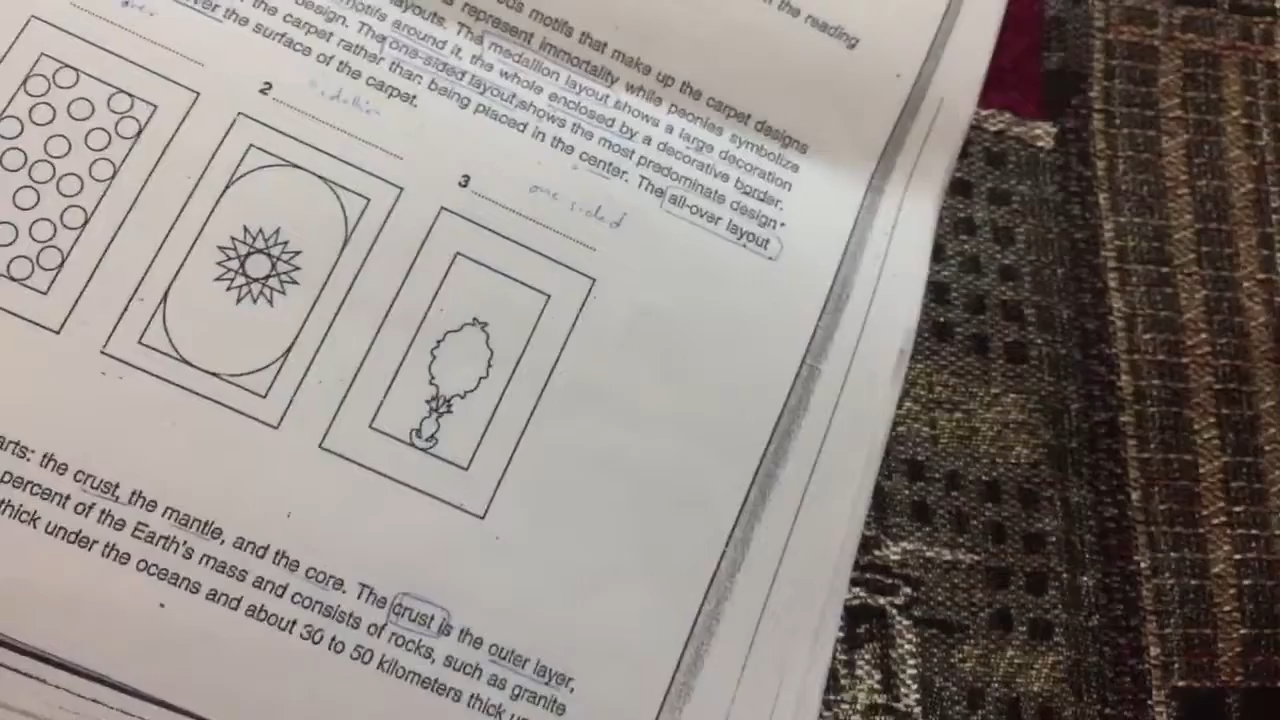 n the reading
ous motifs that make up the carpet designs
s represent immortality, while peonies symbolize
layouts. The medallion layout shows a large decoration
motifs around it, the whole enclosed by a decorative border.
design. The one-sided layout shows the most predominate design
the carpet rather than being placed in the center. The all-over layout
over the surface of the carpet.
2
3 one sided
arts: the crust, the mantle, and the core. The crust is the outer layer,
percent of the Earth's mass and consists of rocks, such as granite
thick under the oceans and about 30 to 50 kilometers thick